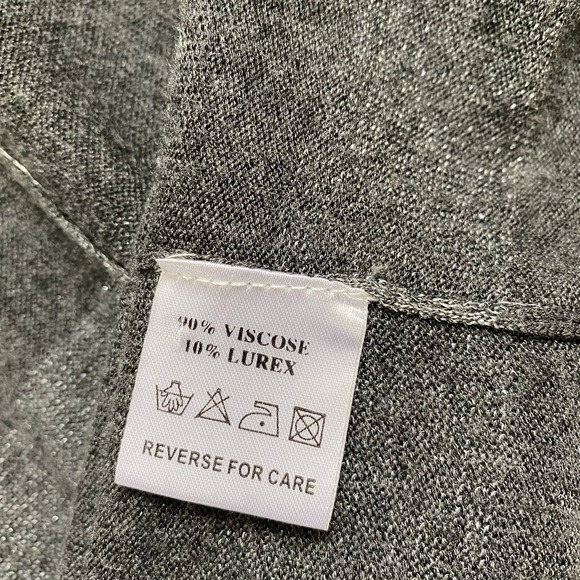 90% VISCOSE
10% LUREX
REVERSE FOR CARE